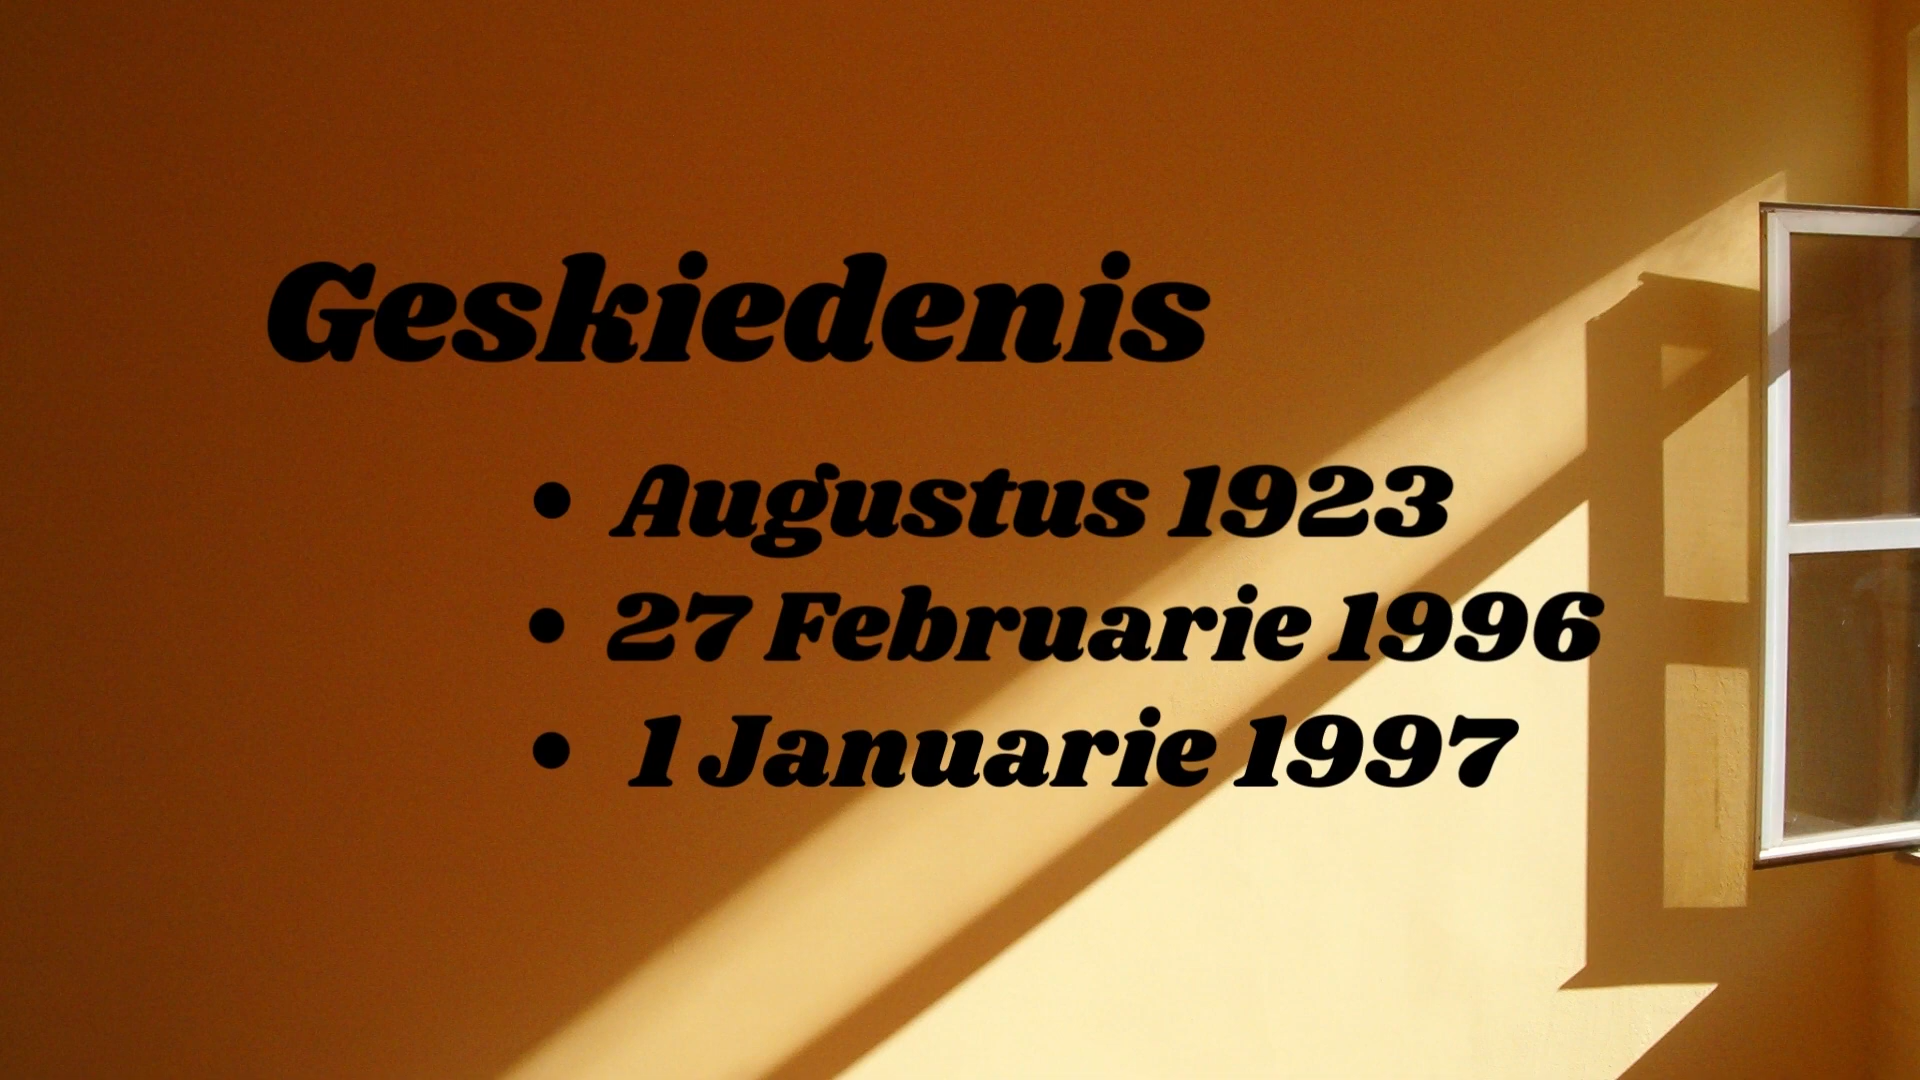 Geskiedenis
• Augustus 1923
• 27 Februarie 1996
• 1 Januarie 1997